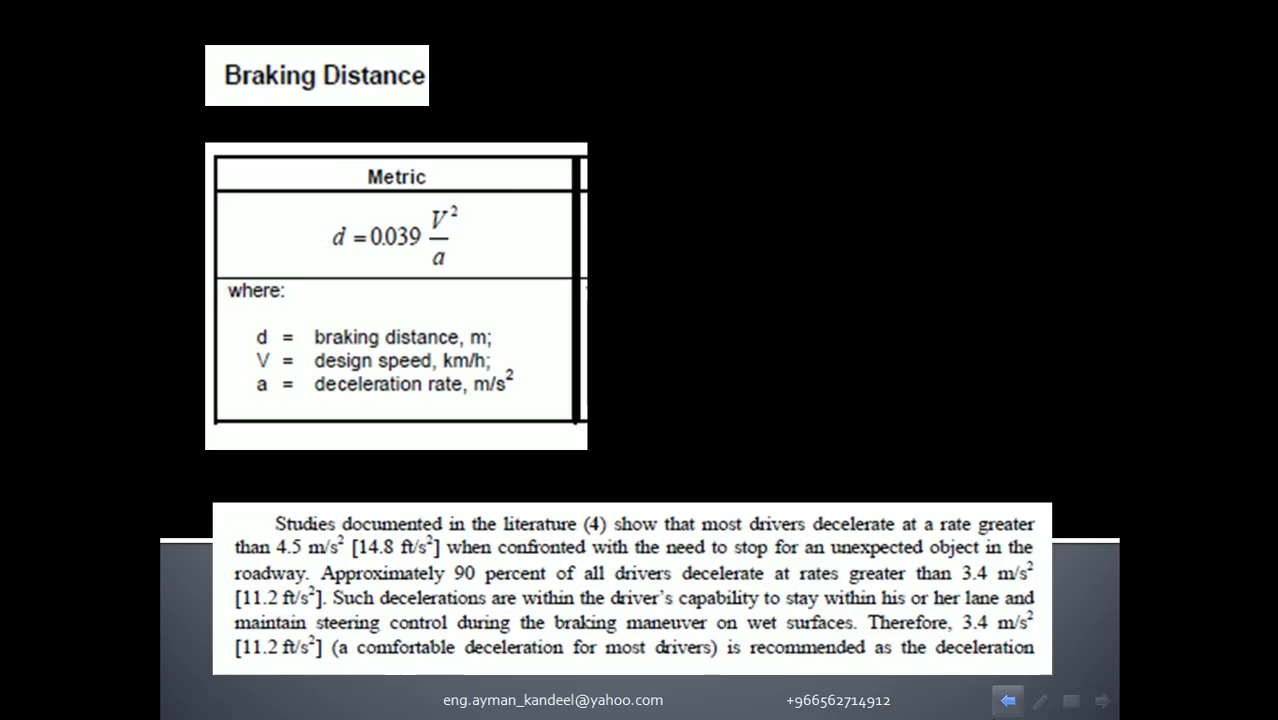 Braking Distance
Metric
d = 0.039 V² / a
where:
d = braking distance, m;
V = design speed, km/h;
a = deceleration rate, m/s²
Studies documented in the literature (4) show that most drivers decelerate at a rate greater
than 4.5 m/s² [14.8 ft/s²] when confronted with the need to stop for an unexpected object in the
roadway. Approximately 90 percent of all drivers decelerate at rates greater than 3.4 m/s²
[11.2 ft/s²]. Such decelerations are within the driver's capability to stay within his or her lane and
maintain steering control during the braking maneuver on wet surfaces. Therefore, 3.4 m/s²
[11.2 ft/s²] (a comfortable deceleration for most drivers) is recommended as the deceleration
eng.ayman_kandeel@yahoo.com +966562714912